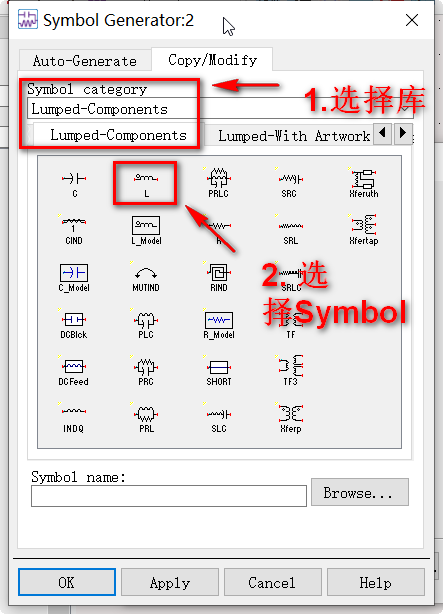 Symbol Generator:2
Auto-Generate
Copy/Modify
Symbol category
1.选择库
Lumped-Components
Lumped-Components
Lumped-With Artwork
C
L
PRLC
SRC
Xferuth
CIND
L_Model
R
SRL
Xfertap
2. 选
择Symbol
C_Model
MUTIND
RIND
SRLC
DCBlck
PLC
R_Model
TF
DCFeed
PRC
SHORT
TF3
INDQ
PRL
SLC
Xferp
Symbol name:
Browse...
OK
Apply
Cancel
Help